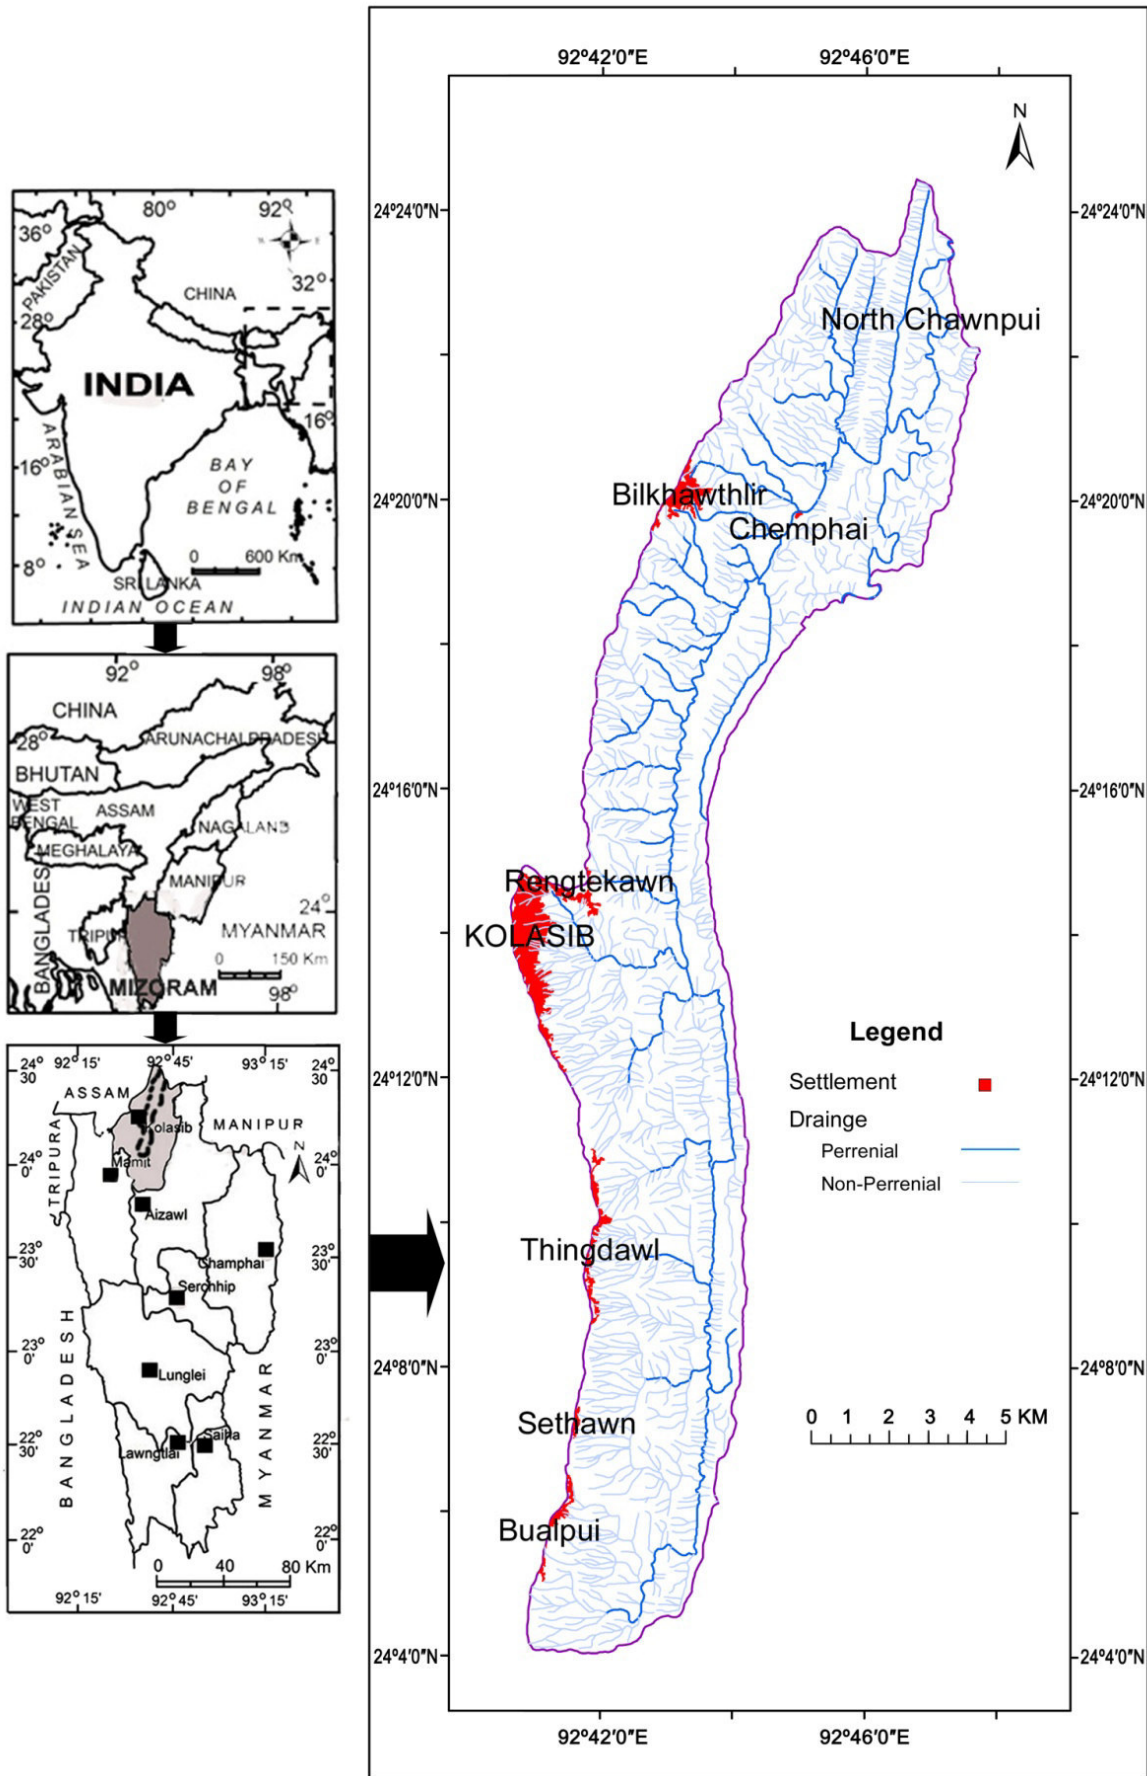 80° 92°
36°
PAKISTAN
CHINA
32°
28°
INDIA
ARABIAN SEA
16°
16°
BAY
OF
BENGAL
0 600 Km
8°
SRI LANKA
INDIAN OCEAN
92° 98°
CHINA
28°
ARUNACHAL PRADESH
BHUTAN
WEST
BENGAL
ASSAM
NAGALAND
MEGHALAYA
MANIPUR
BANGLADESH
24°
TRIPUR
MYANMAR
0 150 Km
MIZORAM
98°
92°15' 92°45' 93°15'
24°
30
24°
30
ASSAM
Kolasib
MANIPUR
N
TRIPURA
24°
0'
Mamit
24°
0'
Aizawl
23°
30'
Champhai
23°
30'
Serchhip
BANGLADESH
23°
0'
23°
0'
Lunglei
MYANMAR
22°
30'
Lawngtlai
Saiha
22°
30'
22°
0'
22°
0'
0 40 80 Km
92°15' 92°45' 93°15'
92°42'0"E 92°46'0"E
N
24°24'0"N 24°24'0"N
North Chawnpui
24°20'0"N 24°20'0"N
Bilkhawthlir
Chemphai
24°16'0"N 24°16'0"N
Rengtekawn
KOLASIB
Legend
24°12'0"N 24°12'0"N
Settlement
Drainge
Perrenial
Non-Perrenial
Thingdawl
24°8'0"N 24°8'0"N
Sethawn
0 1 2 3 4 5 KM
Bualpui
24°4'0"N 24°4'0"N
92°42'0"E 92°46'0"E